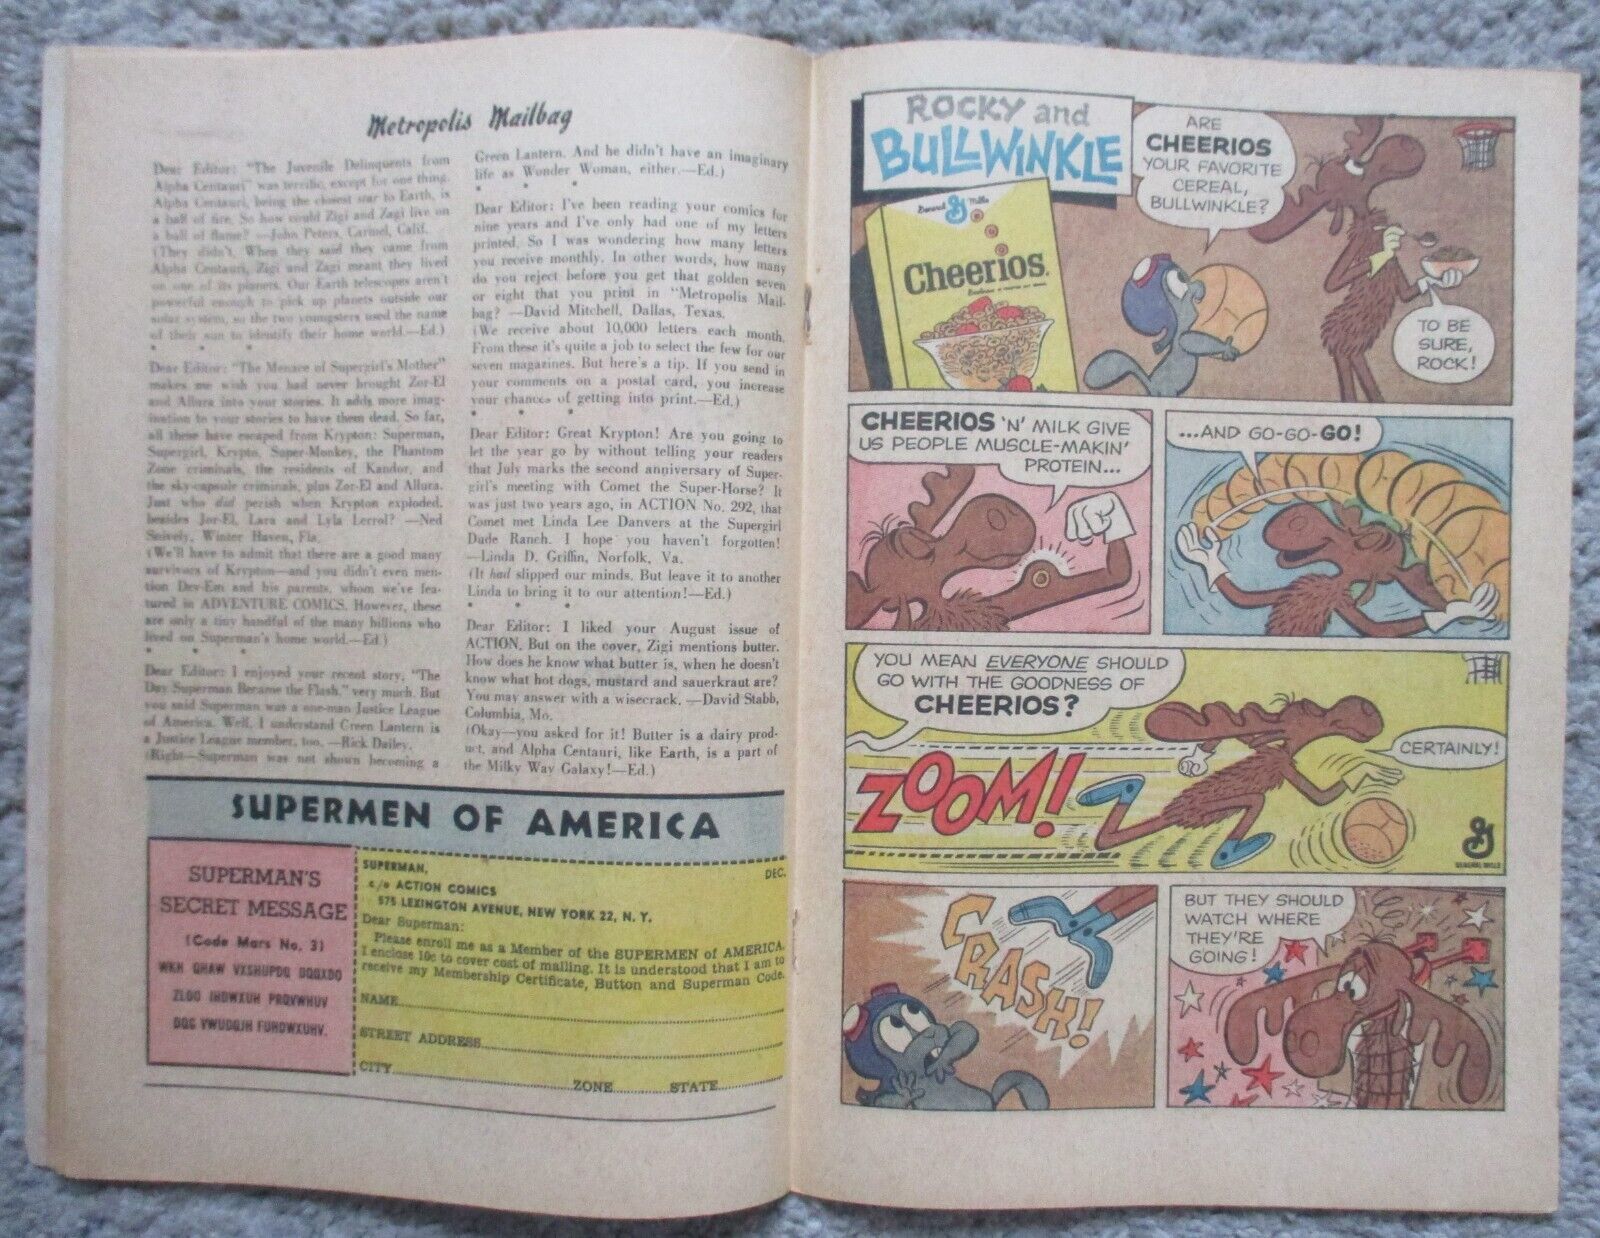 Metropolis Mailbag
Dear Editor: "The Juvenile Delinquents from
Alpha Centauri" was terrific, except for one thing.
Alpha Centauri, being the closest star to Earth, is
a ball of fire. So how could Zigi and Zagi live on
a ball of flame? —John Peters, Carmel, Calif.
(They didn't. When they said they came from
Alpha Centauri, Zigi and Zagi meant they lived
on one of its planets. Our Earth telescopes aren't
powerful enough to pick up planets outside our
solar system, so the two youngsters used the name
of their sun to identify their home world.—Ed.)
* * *
Dear Editor: "The Menace of Supergirl's Mother"
makes me wish you had never brought Zor-El
and Allura into your stories. It adds more imag-
ination to your stories to have them dead. So far,
all these have escaped from Krypton: Superman,
Supergirl, Krypto, Super-Monkey, the Phantom
Zone criminals, the residents of Kandor, and
the sky-capsule criminals, plus Zor-El and Allura.
Just who did perish when Krypton exploded,
besides Jor-El, Lara and Lyla Lerrol? —Ned
Snively, Winter Haven, Fla.
(We'll have to admit that there are a good many
survivors of Krypton—and you didn't even men-
tion Dev-Em and his parents, whom we've fea-
tured in ADVENTURE COMICS. However, these
are only a tiny handful of the many billions who
lived on Superman's home world.—Ed.)
* * *
Dear Editor: I enjoyed your recent story, "The
Day Superman Became the Flash," very much. But
you said Superman was a one-man Justice League
of America. Well, I understand Green Lantern is
a Justice League member, too. —Rick Dailey.
(Right—Superman was not shown becoming a
Green Lantern. And he didn't have an imaginary
life as Wonder Woman, either.—Ed.)
* * *
Dear Editor: I've been reading your comics for
nine years and I've only had one of my letters
printed. So I was wondering how many letters
you receive monthly. In other words, how many
do you reject before you get that golden seven
or eight that you print in "Metropolis Mail-
bag? —David Mitchell, Dallas, Texas.
(We receive about 10,000 letters each month.
From these it's quite a job to select the few for our
seven magazines. But here's a tip. If you send in
your comments on a postal card, you increase
your chances of getting into print.—Ed.)
* * *
Dear Editor: Great Krypton! Are you going to
let the year go by without telling your readers
that July marks the second anniversary of Super-
girl's meeting with Comet the Super-Horse? It
was just two years ago, in ACTION No. 292, that
Comet met Linda Lee Danvers at the Supergirl
Dude Ranch. I hope you haven't forgotten!
—Linda D. Griffin, Norfolk, Va.
(It had slipped our minds. But leave it to another
Linda to bring it to our attention!—Ed.)
* * *
Dear Editor: I liked your August issue of
ACTION. But on the cover, Zigi mentions butter.
How does he know what butter is, when he doesn't
know what hot dogs, mustard and sauerkraut are?
You may answer with a wisecrack. —David Stabb,
Columbia, Mo.
(Okay—you asked for it! Butter is a dairy prod-
uct, and Alpha Centauri, like Earth, is a part of
the Milky Way Galaxy!—Ed.)
SUPERMEN OF AMERICA
SUPERMAN'S
SECRET MESSAGE
(Code Mars No. 3)
WKH QHAW VXSHUPDQ DQQXDO
ZLOO IHDWXUH PRQVWHUV
DQG VWUDQJH FUHDWXUHV.
SUPERMAN, DEC.
c/o ACTION COMICS
575 LEXINGTON AVENUE, NEW YORK 22, N. Y.
Dear Superman:
Please enroll me as a Member of the SUPERMEN of AMERICA.
I enclose 10c to cover cost of mailing. It is understood that I am to
receive my Membership Certificate, Button and Superman Code.
NAME
STREET ADDRESS
CITY ZONE STATE
ROCKY and
BULLWINKLE
General G Mills
Cheerios
ARE
CHEERIOS
YOUR FAVORITE
CEREAL,
BULLWINKLE?
TO BE
SURE,
ROCK!
CHEERIOS 'N' MILK GIVE
US PEOPLE MUSCLE-MAKIN'
PROTEIN...
...AND GO-GO-GO!
YOU MEAN EVERYONE SHOULD
GO WITH THE GOODNESS OF
CHEERIOS?
ZOOM!
CERTAINLY!
G
GENERAL MILLS
CRASH!
BUT THEY SHOULD
WATCH WHERE
THEY'RE
GOING!